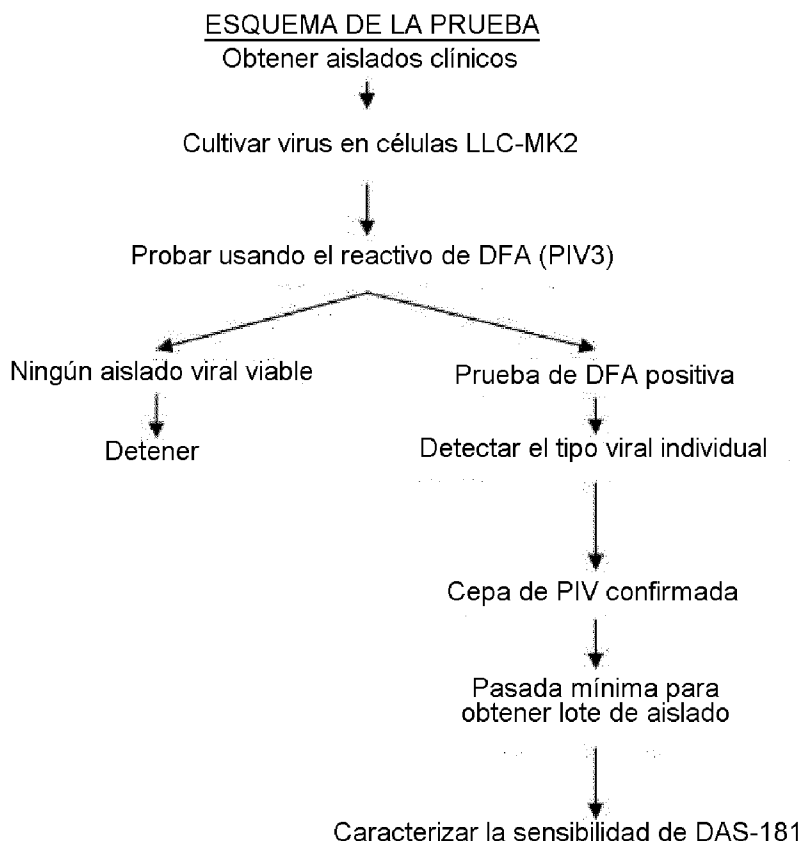 ESQUEMA DE LA PRUEBA
Obtener aislados clínicos
Cultivar virus en células LLC-MK2
Probar usando el reactivo de DFA (PIV3)
Ningún aislado viral viable
Prueba de DFA positiva
Detener
Detectar el tipo viral individual
Cepa de PIV confirmada
Pasada mínima para
obtener lote de aislado
Caracterizar la sensibilidad de DAS-181